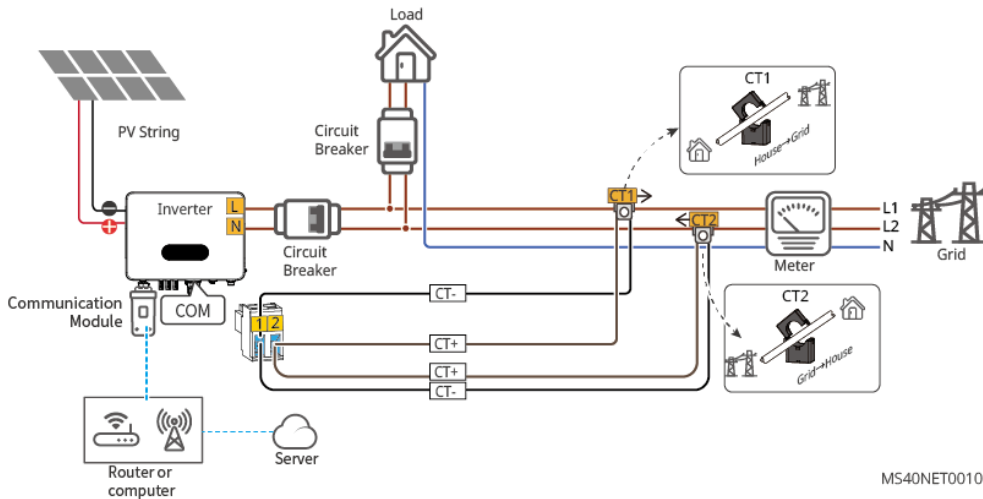 Load
CT1
House→Grid
PV String
Circuit
Breaker
CT1
Inverter
L
N
Circuit
Breaker
CT2
L1
L2
N
Meter
Grid
Communication
Module
COM
1 2
CT-
CT+
CT+
CT-
CT2
Grid→House
Router or
computer
Server
MS40NET0010